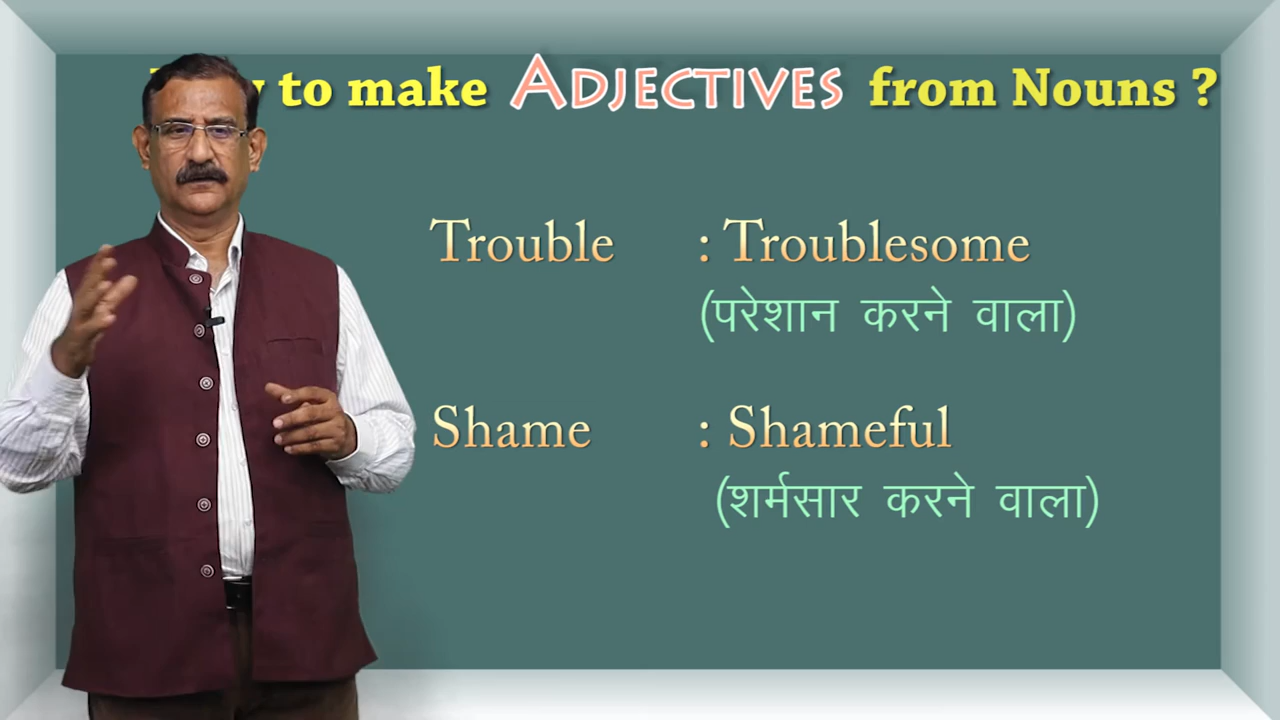 to make ADJECTIVES from Nouns ?
Trouble : Troublesome
(परेशान करने वाला)
Shame : Shameful
(शर्मसार करने वाला)